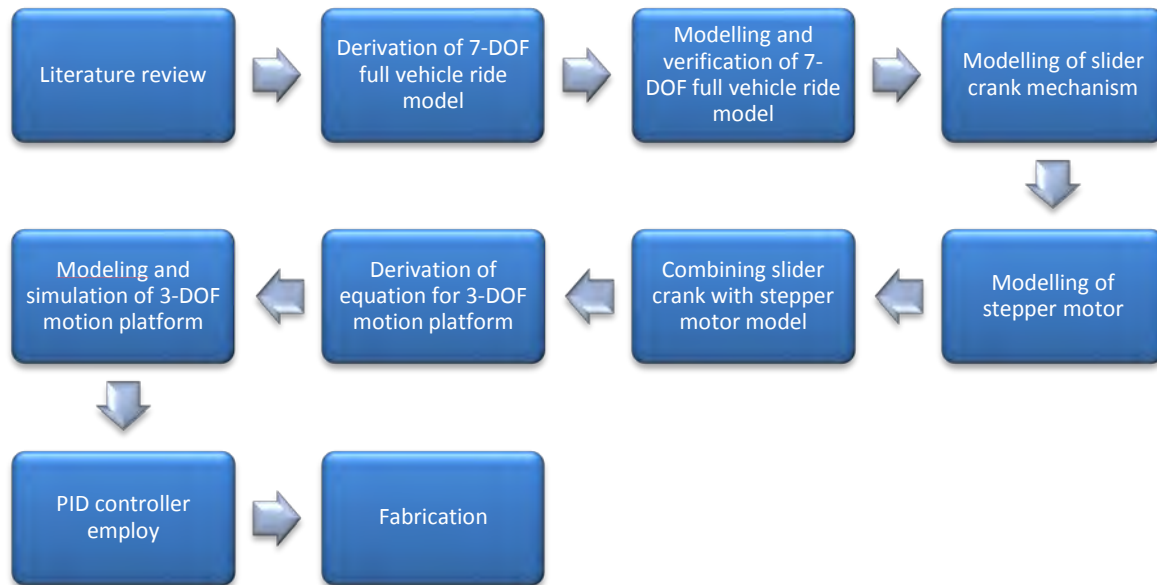 Literature review
Derivation of 7-DOF
full vehicle ride
model
Modelling and
verification of 7-
DOF full vehicle ride
model
Modelling of slider
crank mechanism
Modelling of
stepper motor
Combining slider
crank with stepper
motor model
Derivation of
equation for 3-DOF
motion platform
Modeling and
simulation of 3-DOF
motion platform
PID controller
employ
Fabrication